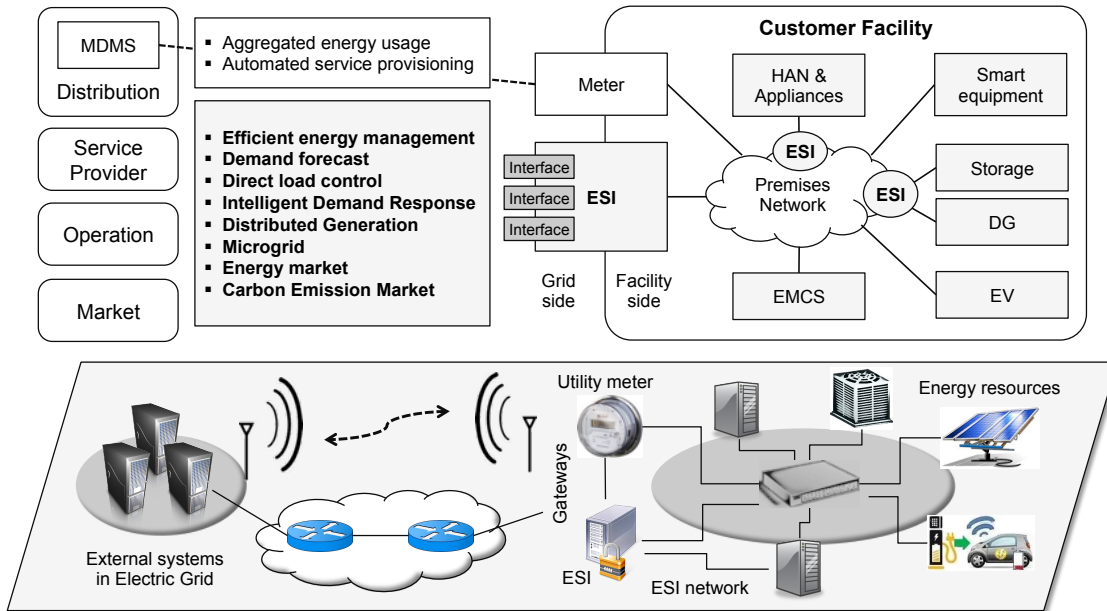 MDMS
Distribution
Service
Provider
Operation
Market
▪ Aggregated energy usage
▪ Automated service provisioning
▪ Efficient energy management
▪ Demand forecast
▪ Direct load control
▪ Intelligent Demand Response
▪ Distributed Generation
▪ Microgrid
▪ Energy market
▪ Carbon Emission Market
Customer Facility
Meter
Interface
Interface
Interface
ESI
Grid
side
Facility
side
HAN &
Appliances
ESI
Premises
Network
ESI
EMCS
Smart
equipment
Storage
DG
EV
External systems
in Electric Grid
Gateways
Utility meter
ESI
ESI network
Energy resources